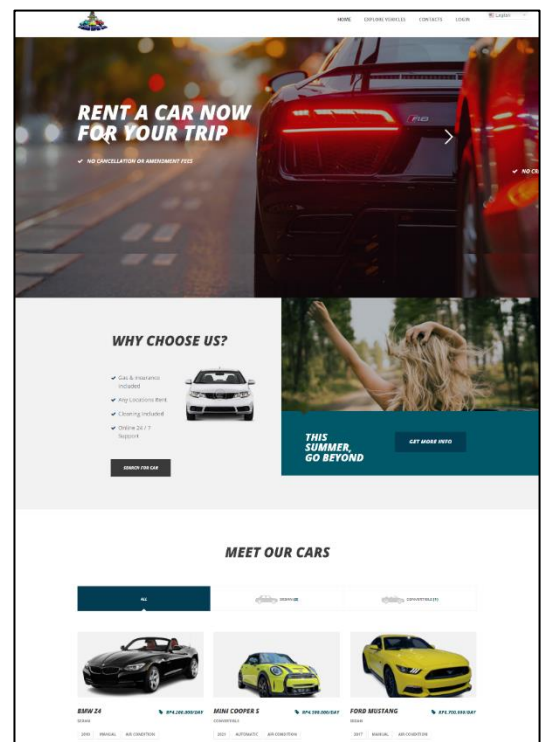 HOME EXPLORE VEHICLES CONTACTS LOGIN English
RENT A CAR NOW
FOR YOUR TRIP
NO CANCELLATION OR AMENDMENT FEES
NO
WHY CHOOSE US?
Gas & Insurance
included
Any Locations Rent
Cleaning Included
Online 24 / 7
Support
SEARCH FOR CAR
THIS
SUMMER,
GO BEYOND
GET MORE INFO
MEET OUR CARS
ALL
BMW Z4
SEDAN
MANUAL AIR CONDITION
MINI COOPER S
CONVERTIBLE
2021 AUTOMATIC AIR CONDITION
FORD MUSTANG
SEDAN
2017 MANUAL AIR CONDITION